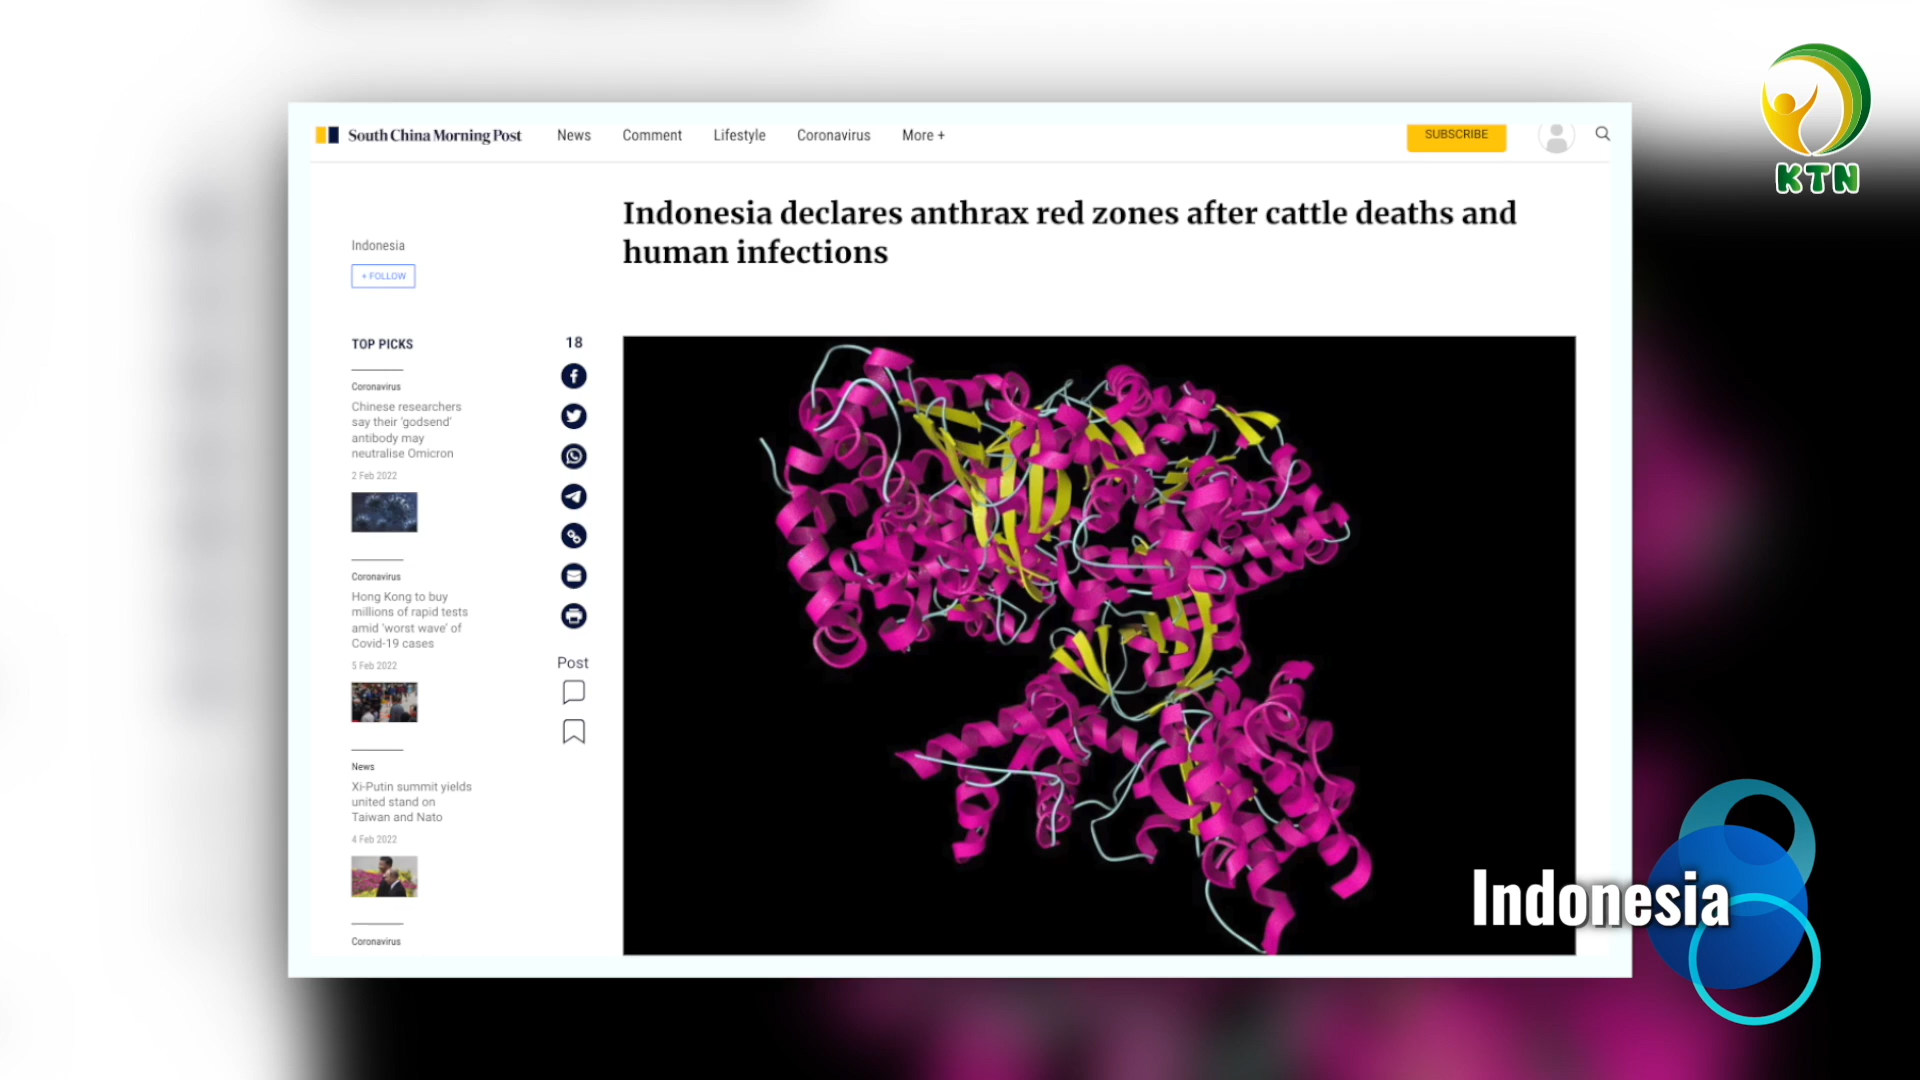 KTN
South China Morning Post
News
Comment
Lifestyle
Coronavirus
More +
SUBSCRIBE
Indonesia declares anthrax red zones after cattle deaths and
human infections
Indonesia
+ FOLLOW
TOP PICKS
Coronavirus
Chinese researchers
say their 'godsend'
antibody may
neutralise Omicron
2 Feb 2022
Coronavirus
Hong Kong to buy
millions of rapid tests
amid 'worst wave' of
Covid-19 cases
5 Feb 2022
News
Xi-Putin summit yields
united stand on
Taiwan and Nato
4 Feb 2022
Coronavirus
18
Post
Indonesia